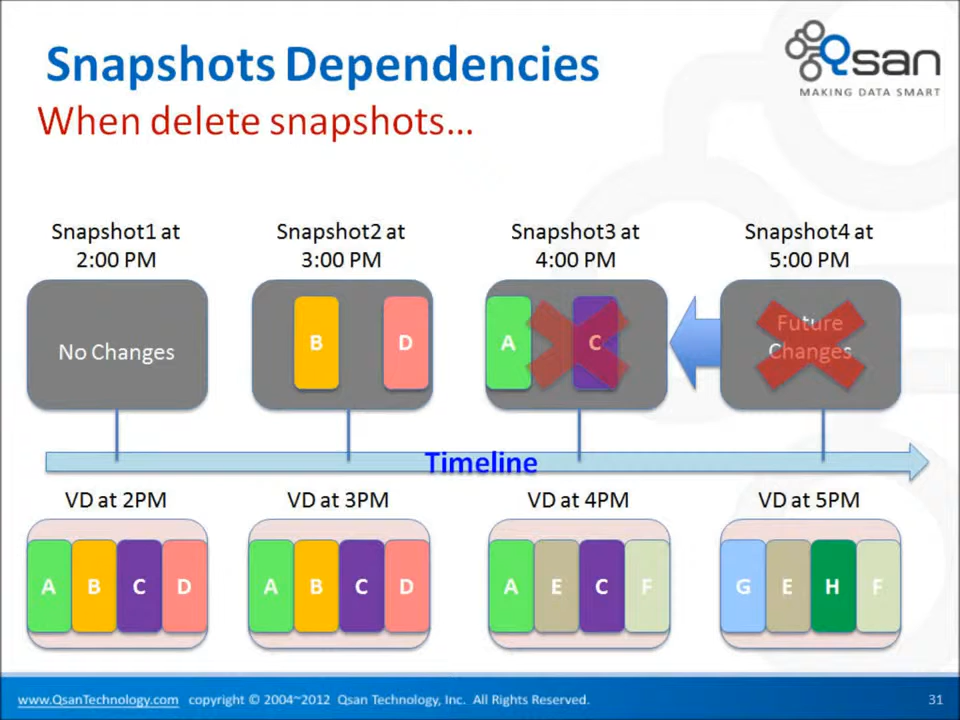 Snapshots Dependencies
When delete snapshots...
Qsan
MAKING DATA SMART
Snapshot1 at
2:00 PM
Snapshot2 at
3:00 PM
Snapshot3 at
4:00 PM
Snapshot4 at
5:00 PM
No Changes
B D
A C
Future
Changes
Timeline
VD at 2PM
VD at 3PM
VD at 4PM
VD at 5PM
A B C D
A B C D
A E C F
G E H F
www.QsanTechnology.com copyright © 2004~2012 Qsan Technology, Inc. All Rights Reserved.
31